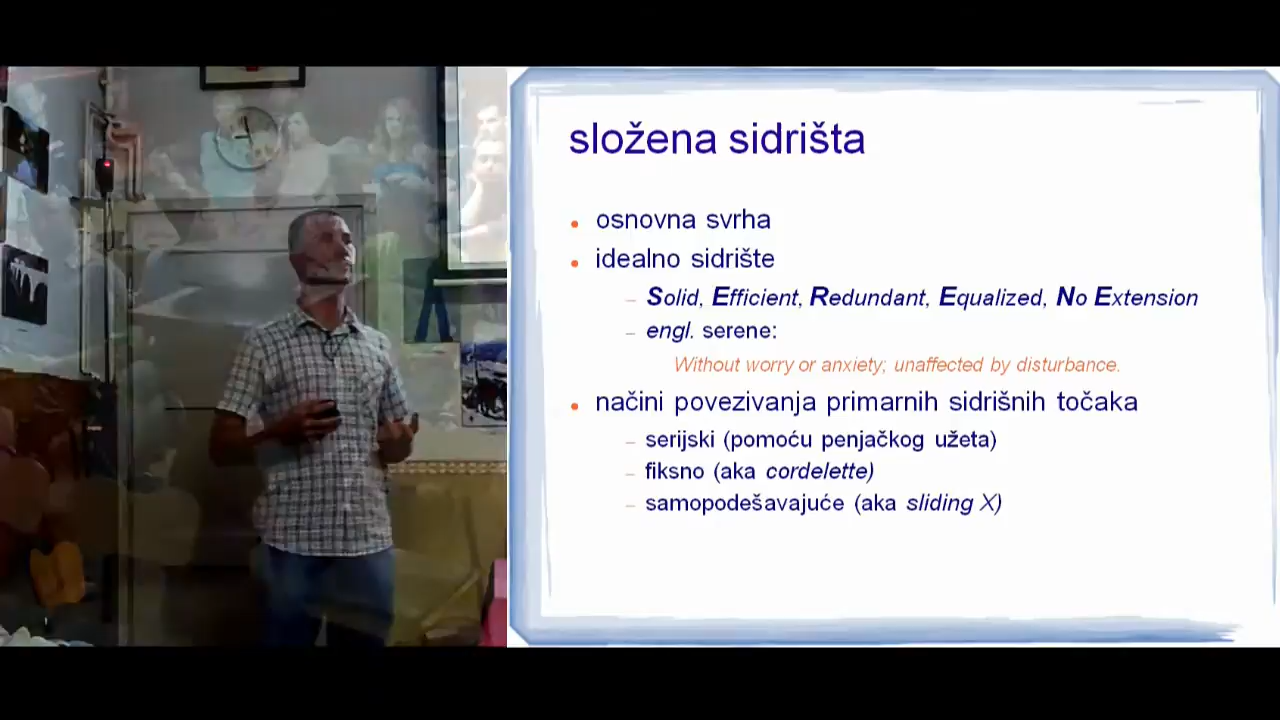 složena sidrišta
osnovna svrha
idealno sidrište
– Solid, Efficient, Redundant, Equalized, No Extension
– engl. serene:
Without worry or anxiety; unaffected by disturbance.
načini povezivanja primarnih sidrišnih točaka
– serijski (pomoću penjačkog užeta)
– fiksno (aka cordelette)
– samopodešavajuće (aka sliding X)